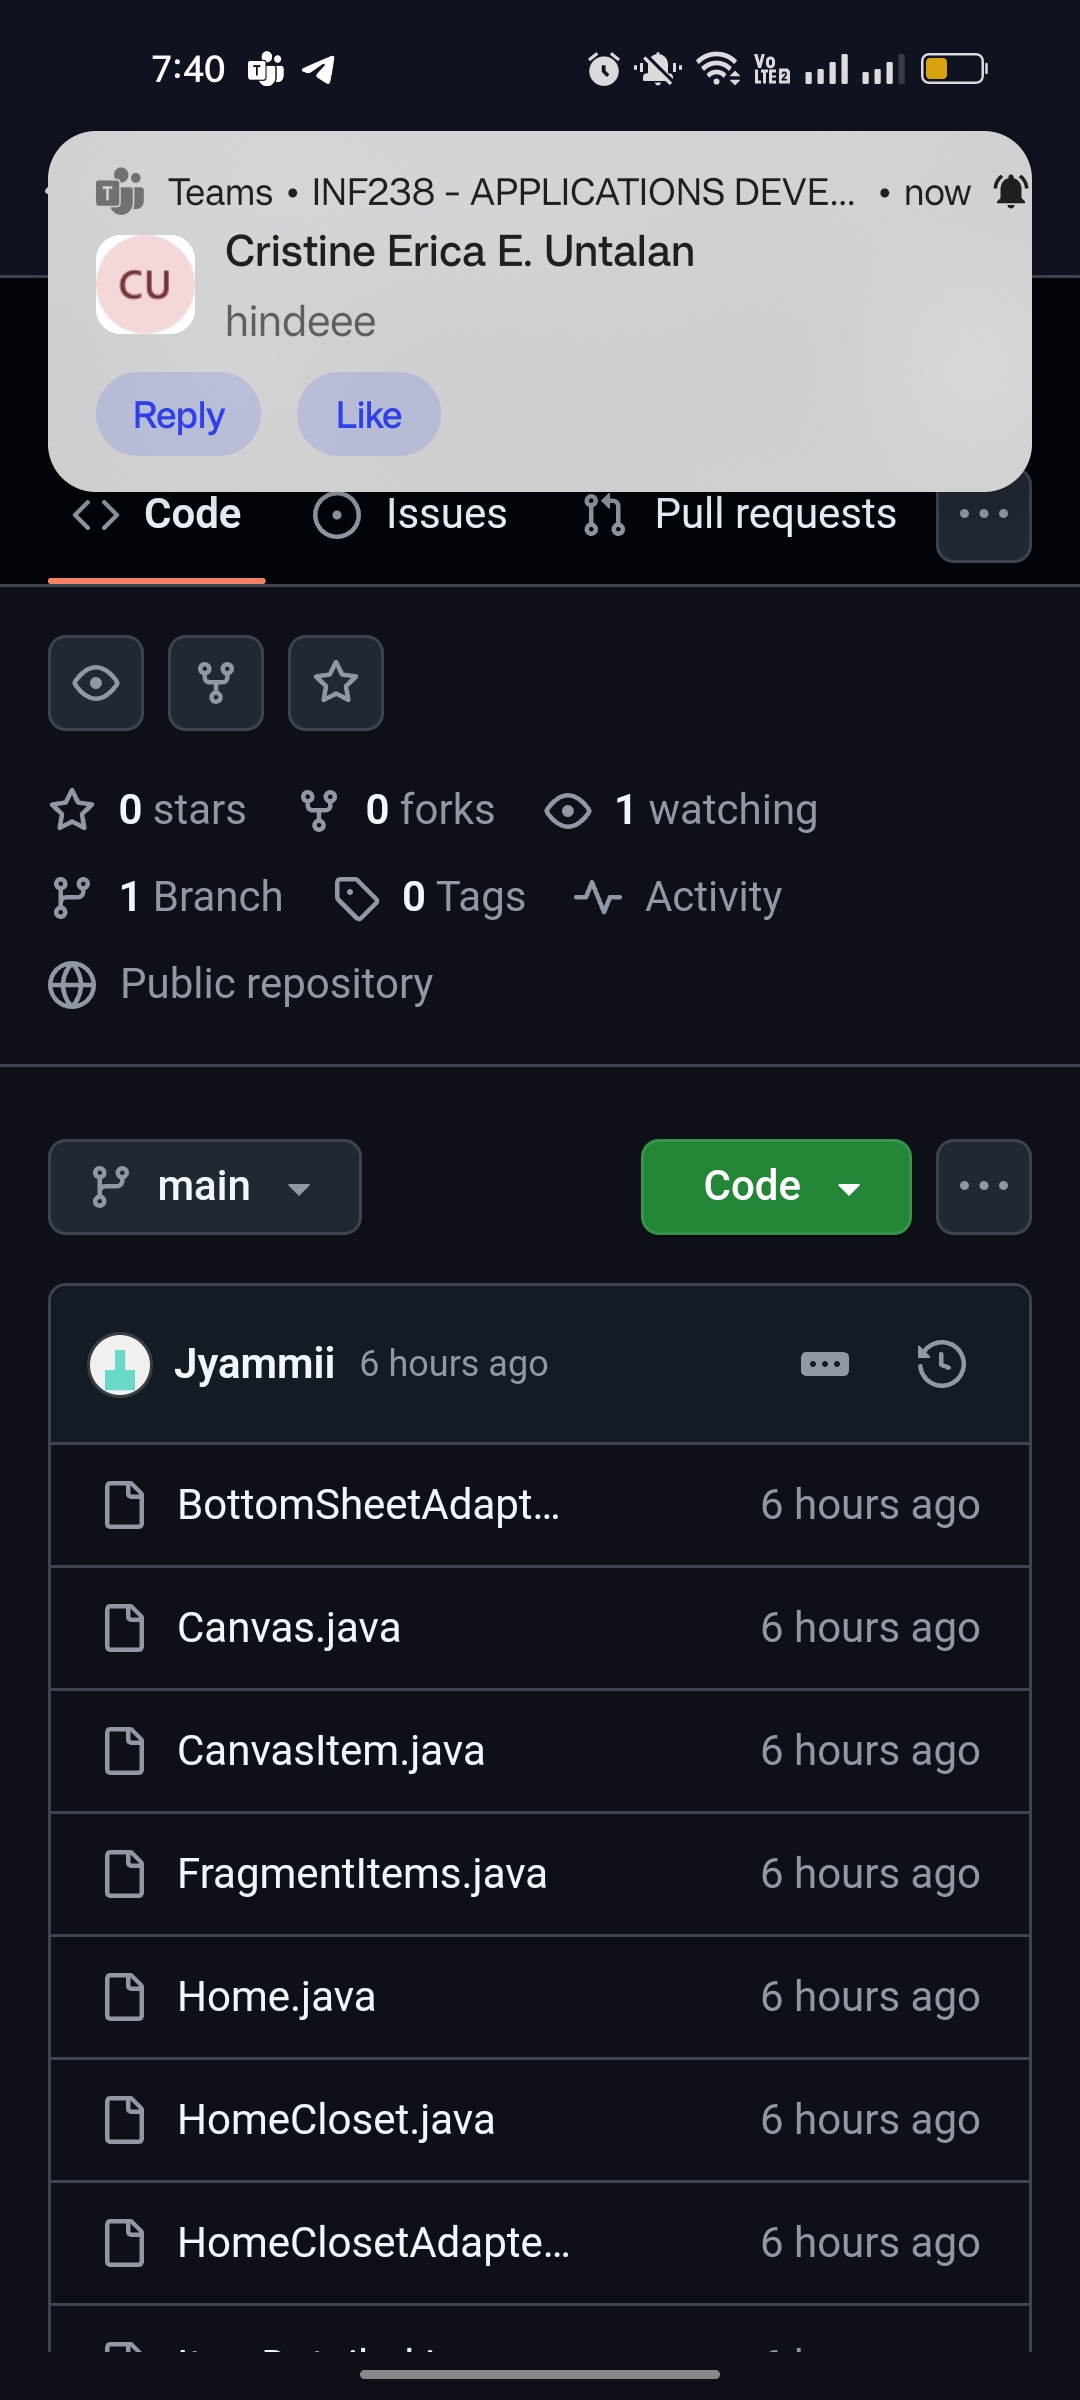 7:40
Vo
LTE 2
Teams • INF238 - APPLICATIONS DEVE... • now
CU
Cristine Erica E. Untalan
hindeee
Reply Like
Code Issues Pull requests
0 stars 0 forks 1 watching
1 Branch 0 Tags Activity
Public repository
main Code
Jyammii 6 hours ago
BottomSheetAdapt... 6 hours ago
Canvas.java 6 hours ago
CanvasItem.java 6 hours ago
FragmentItems.java 6 hours ago
Home.java 6 hours ago
HomeCloset.java 6 hours ago
HomeClosetAdapte... 6 hours ago